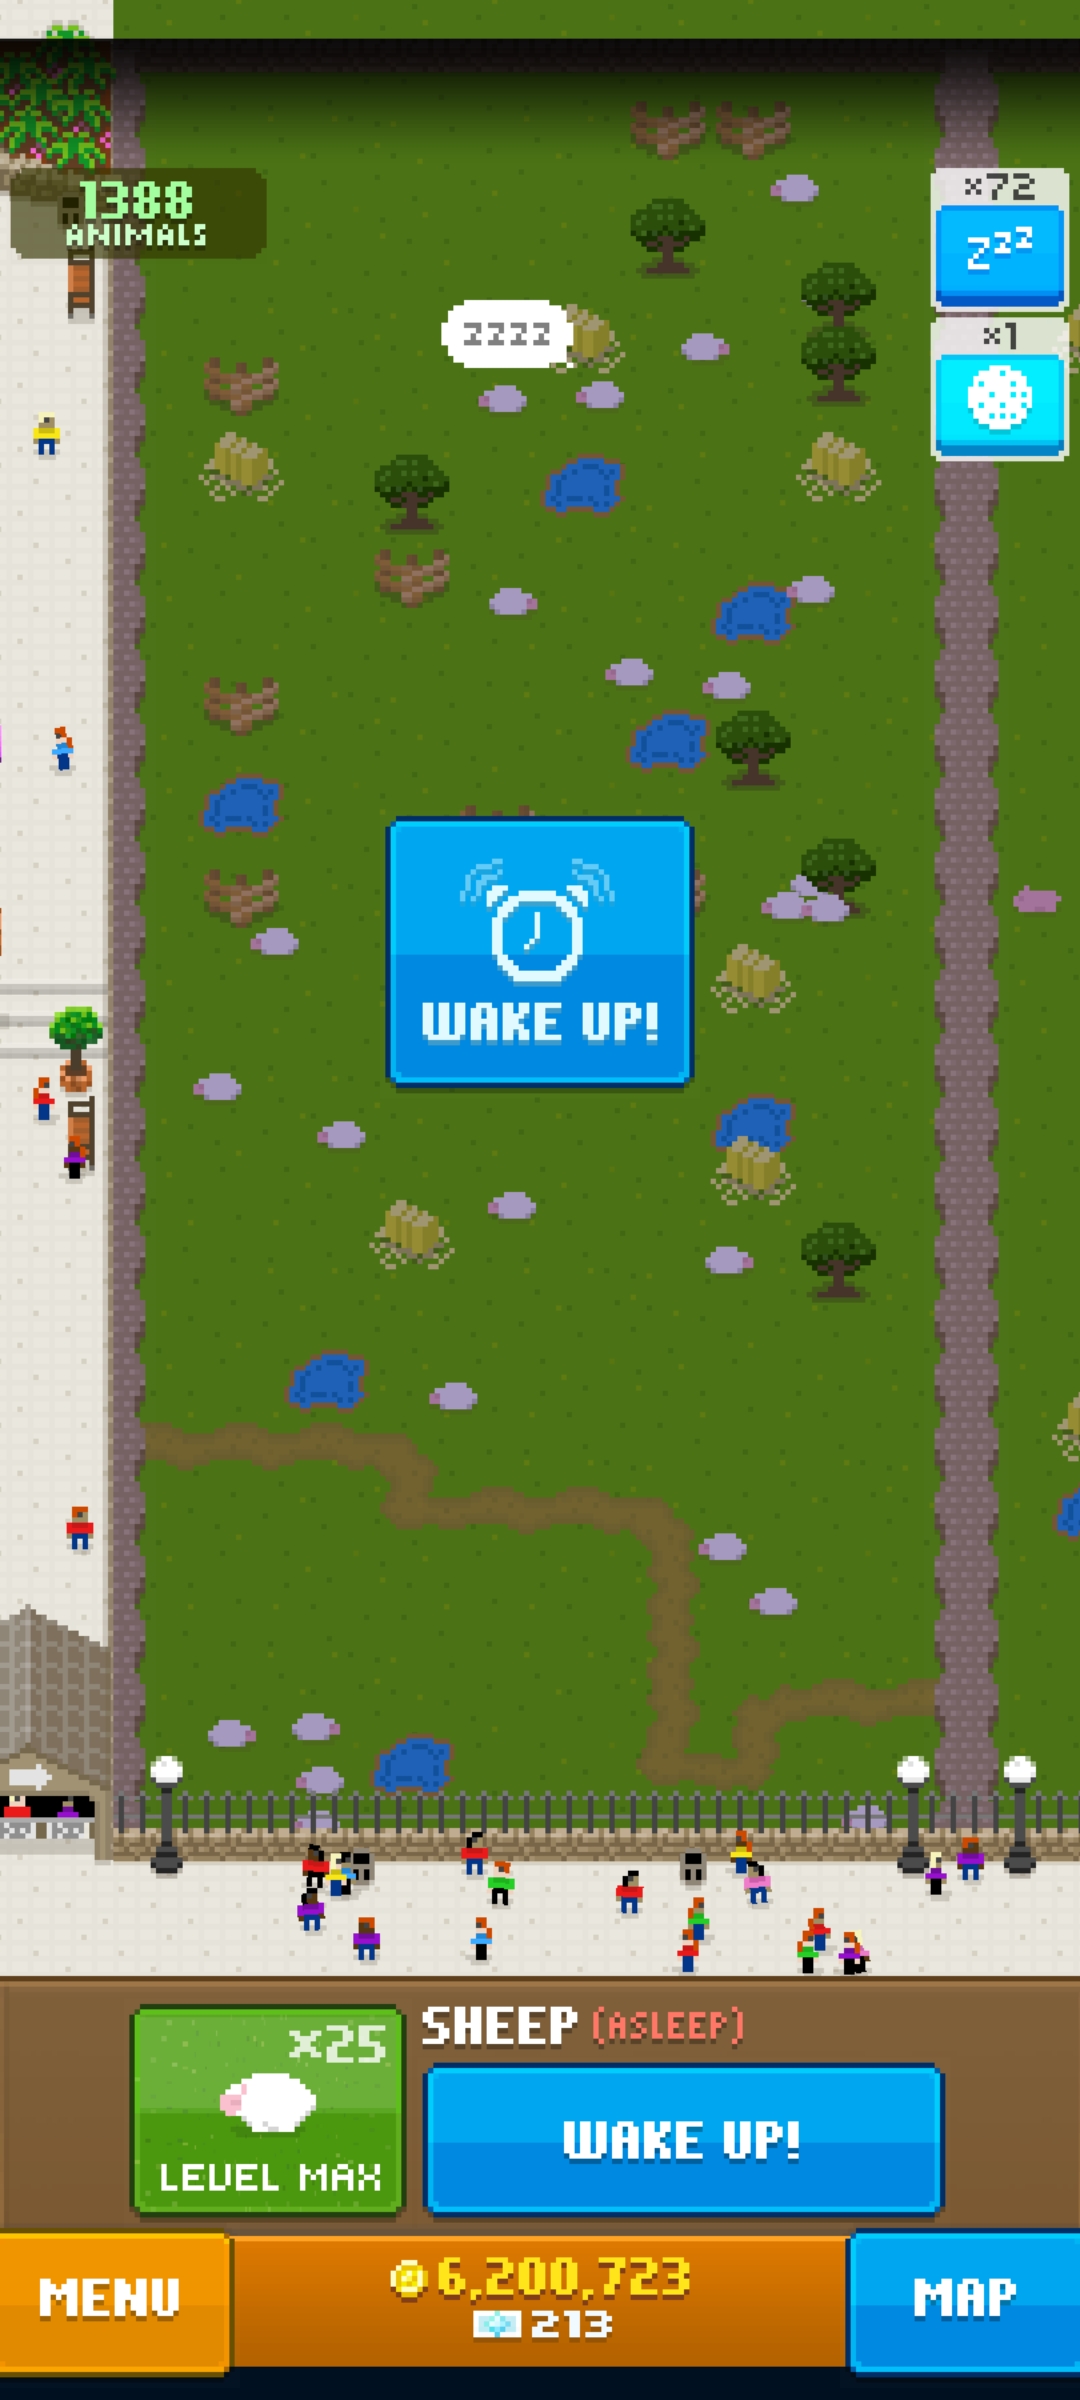 1388
ANIMALS
x72
zzz
x1
ZZZZ
WAKE UP!
x25
LEVEL MAX
SHEEP (ASLEEP)
WAKE UP!
MENU
6,200,723
213
MAP